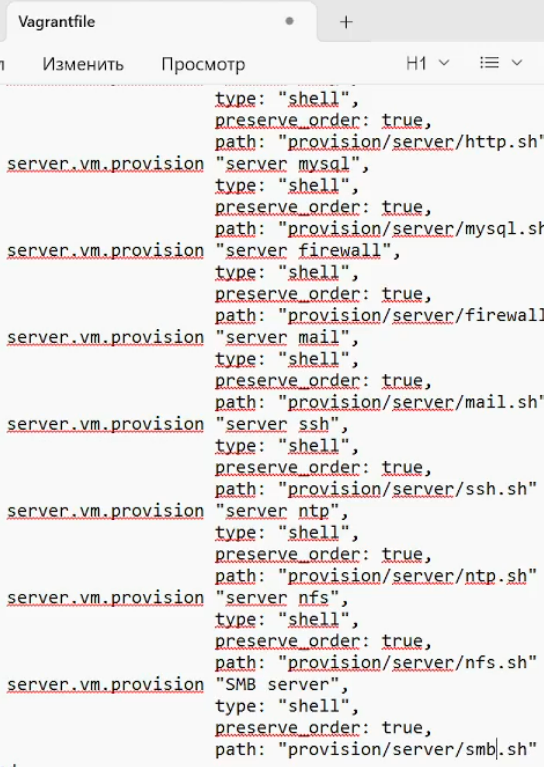 Vagrantfile
Изменить Просмотр H1
type: "shell",
preserve_order: true,
path: "provision/server/http.sh"
server.vm.provision "server mysql",
type: "shell",
preserve_order: true,
path: "provision/server/mysql.sh
server.vm.provision "server firewall",
type: "shell",
preserve_order: true,
path: "provision/server/firewall
server.vm.provision "server mail",
type: "shell",
preserve_order: true,
path: "provision/server/mail.sh"
server.vm.provision "server ssh",
type: "shell",
preserve_order: true,
path: "provision/server/ssh.sh"
server.vm.provision "server ntp",
type: "shell",
preserve_order: true,
path: "provision/server/ntp.sh"
server.vm.provision "server nfs",
type: "shell",
preserve_order: true,
path: "provision/server/nfs.sh"
server.vm.provision "SMB server",
type: "shell",
preserve_order: true,
path: "provision/server/smb.sh"